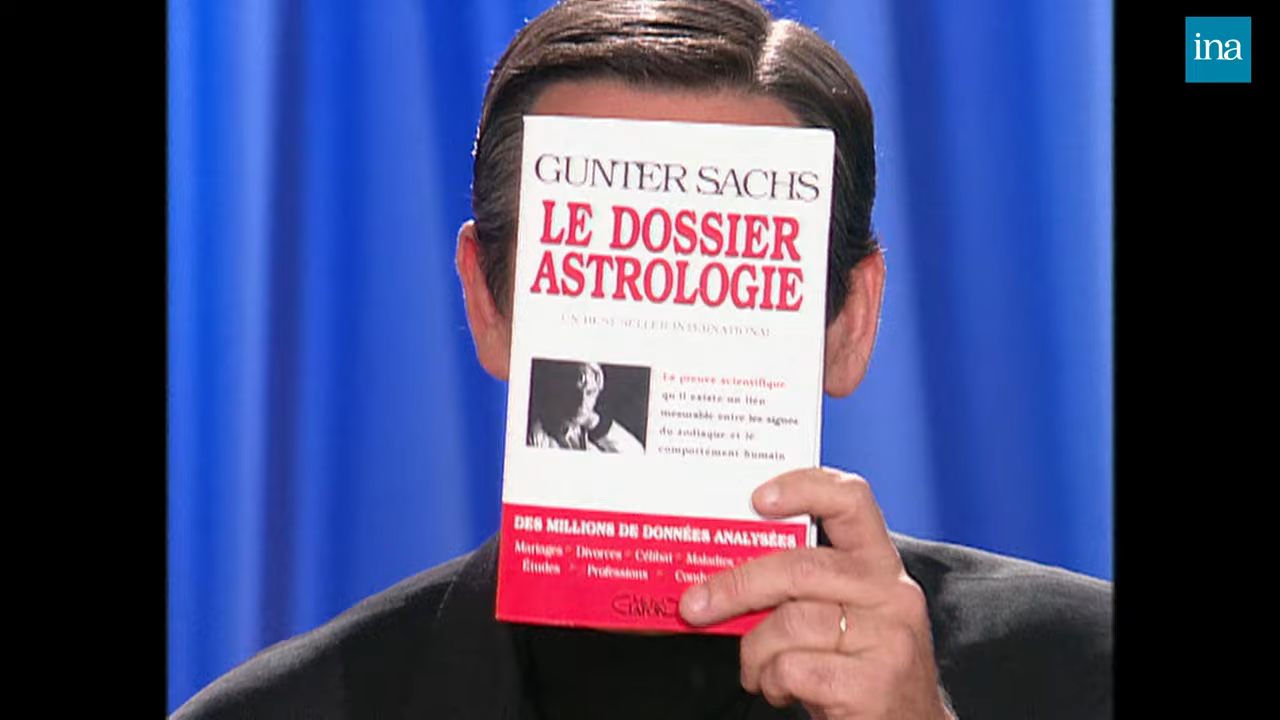 ina
GUNTER SACHS
LE DOSSIER
ASTROLOGIE
UN BEST-SELLER INTERNATIONAL
La preuve scientifique
qu'il existe un lien
mesurable entre les signes
du zodiaque et le
comportement humain
DES MILLIONS DE DONNÉES ANALYSÉES
Mariages Divorces Célibat Maladies
Études Professions
LAFON